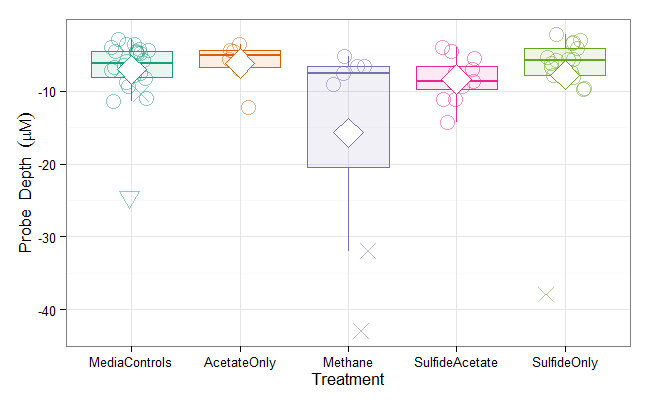 Probe Depth (µM)
-10
-20
-30
-40
MediaControls AcetateOnly Methane SulfideAcetate SulfideOnly
Treatment